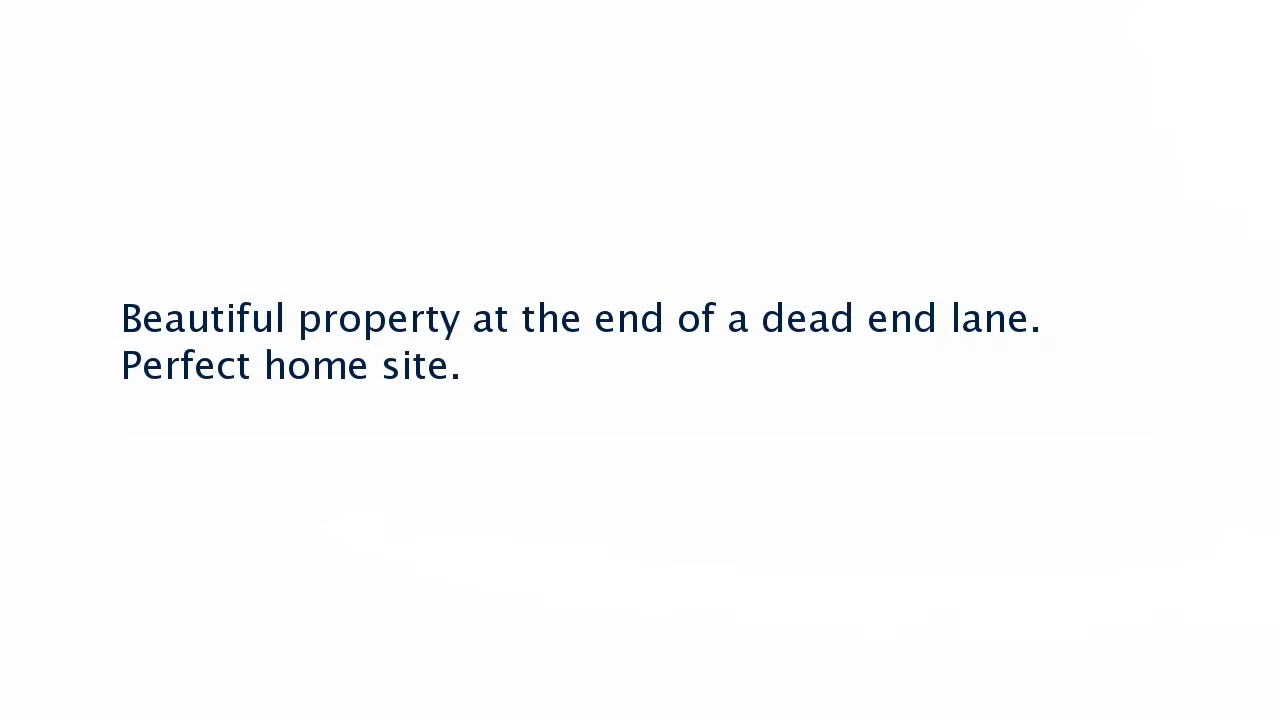 Beautiful property at the end of a dead end lane.
Perfect home site.